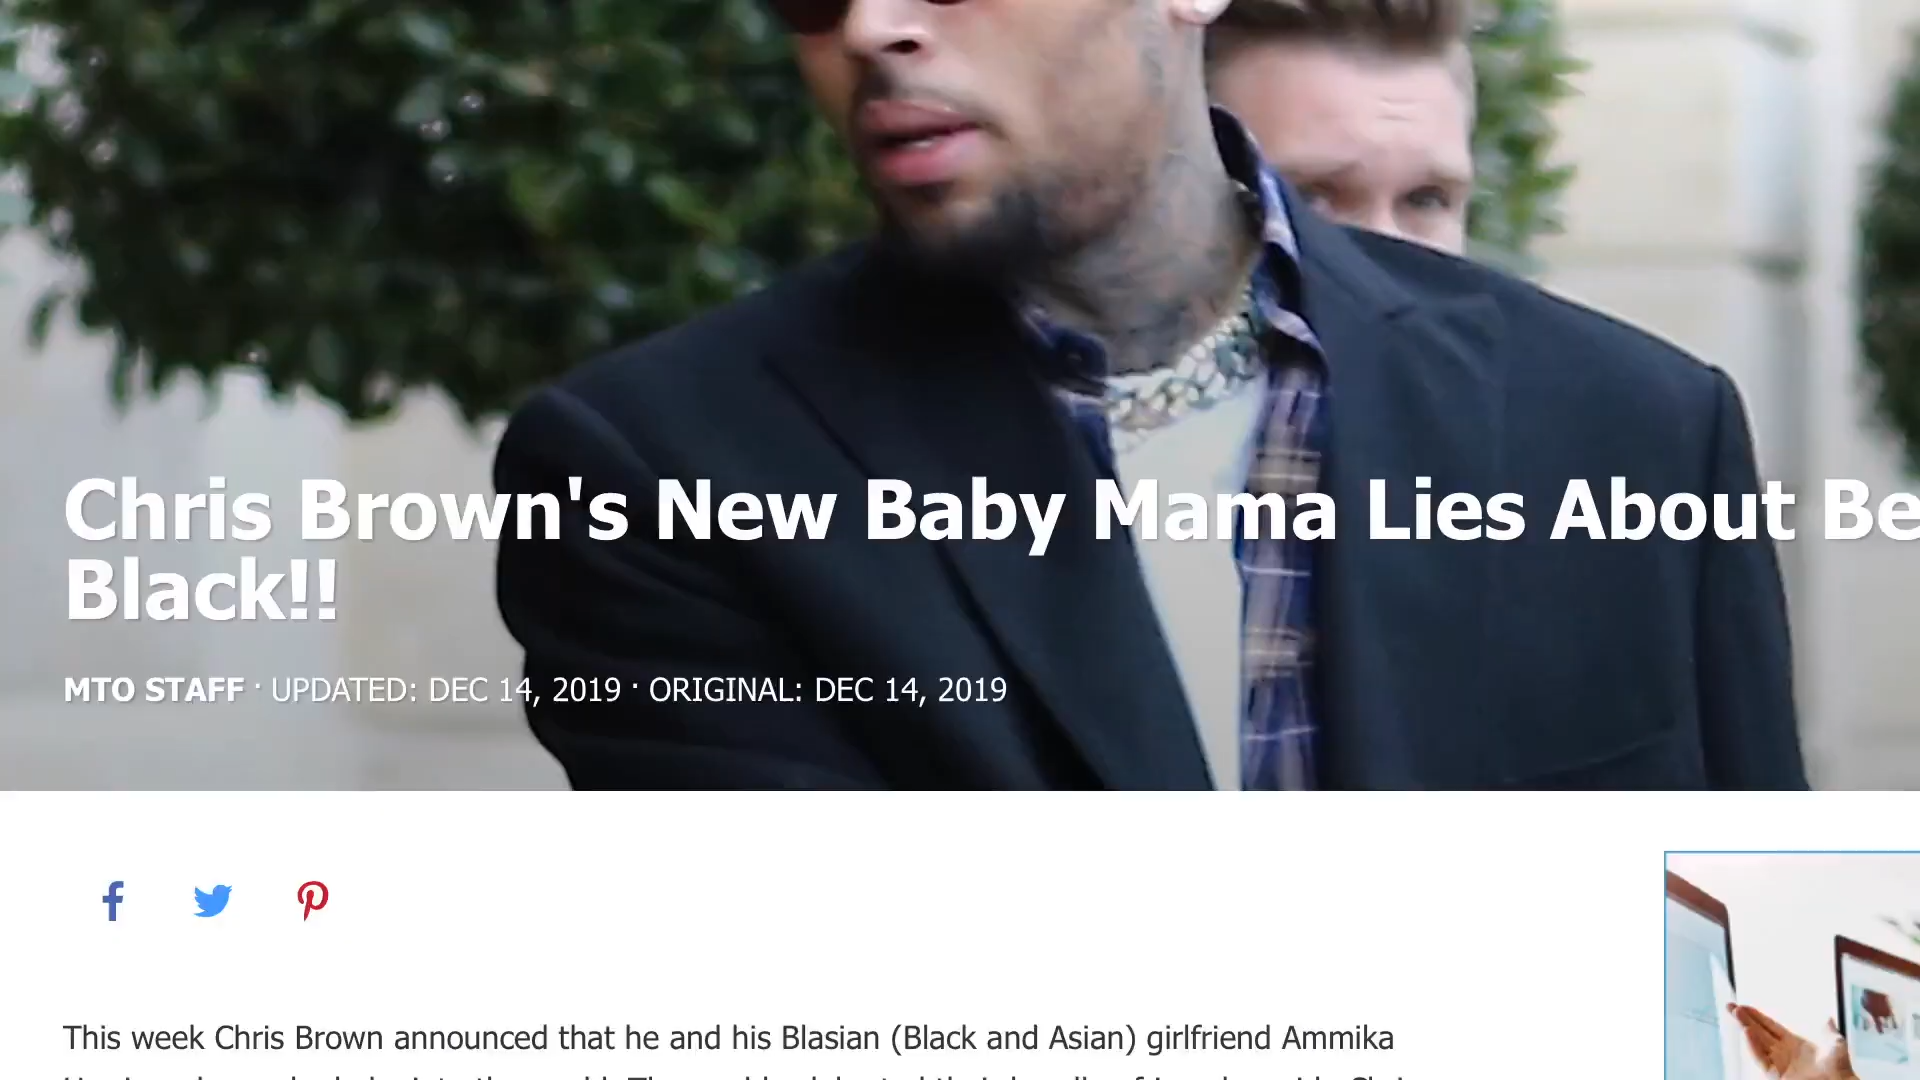 Chris Brown's New Baby Mama Lies About Be
Black!!
MTO STAFF · UPDATED: DEC 14, 2019 · ORIGINAL: DEC 14, 2019
This week Chris Brown announced that he and his Blasian (Black and Asian) girlfriend Ammika